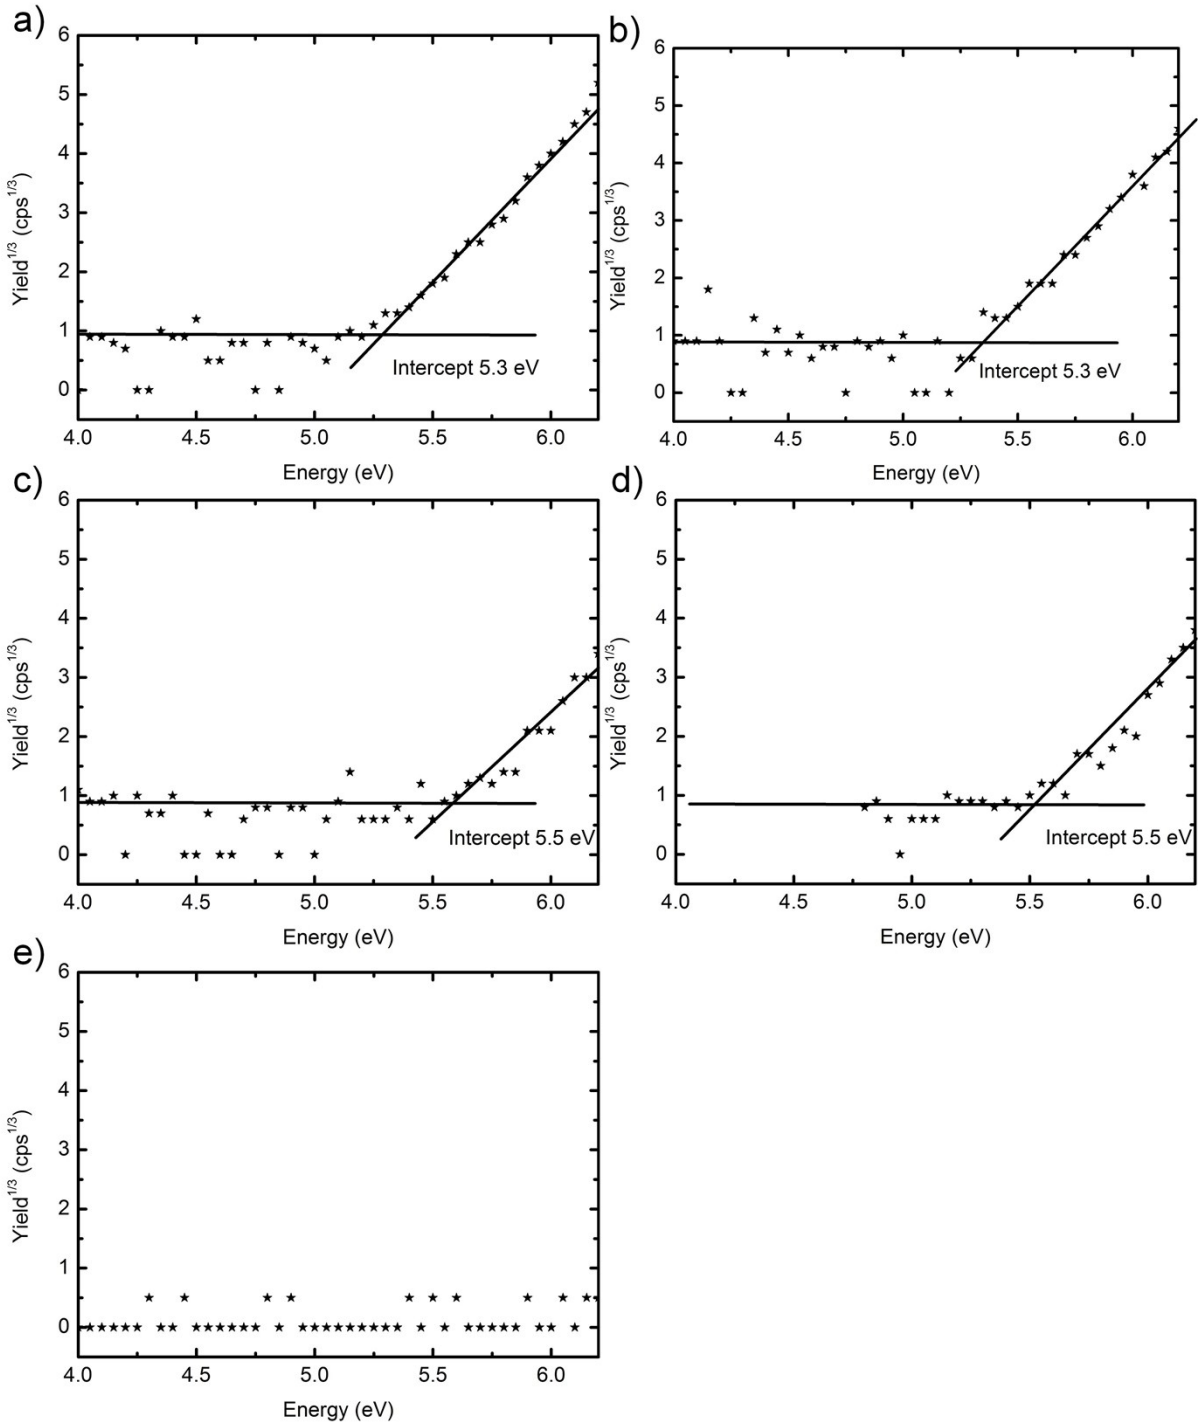 a)
6
5
4
3
2
1
0
Yield1/3 (cps1/3)
Intercept 5.3 eV
4.0 4.5 5.0 5.5 6.0
Energy (eV)
b)
6
5
4
3
2
1
0
Yield1/3 (cps1/3)
Intercept 5.3 eV
4.0 4.5 5.0 5.5 6.0
Energy (eV)
c)
6
5
4
3
2
1
0
Yield1/3 (cps1/3)
Intercept 5.5 eV
4.0 4.5 5.0 5.5 6.0
Energy (eV)
d)
6
5
4
3
2
1
0
Yield1/3 (cps1/3)
Intercept 5.5 eV
4.0 4.5 5.0 5.5 6.0
Energy (eV)
e)
6
5
4
3
2
1
0
Yield1/3 (cps1/3)
4.0 4.5 5.0 5.5 6.0
Energy (eV)